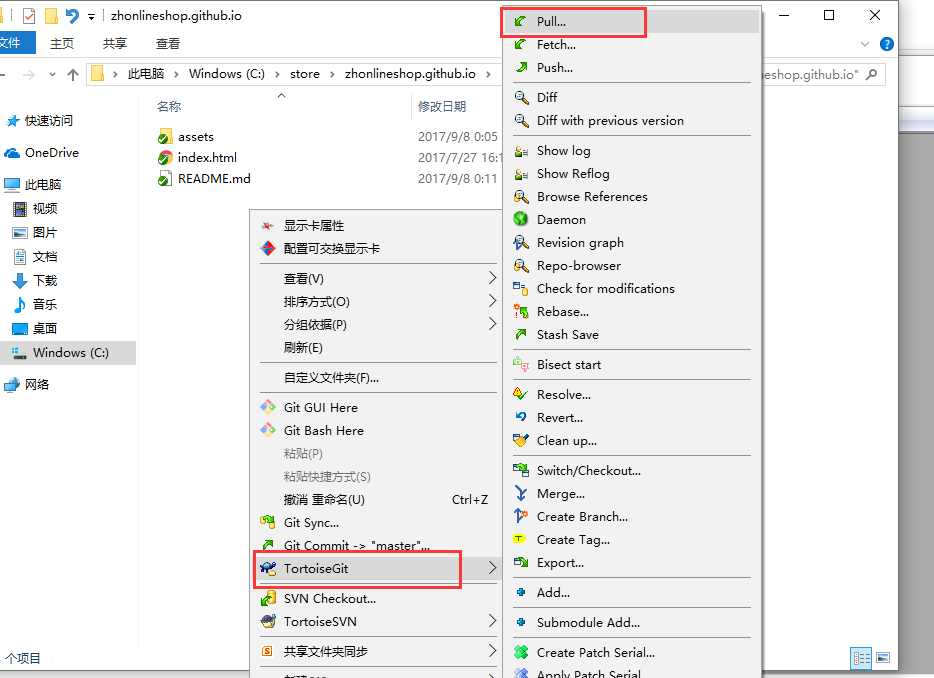 zhonlineshop.github.io
文件 主页 共享 查看
此电脑 Windows (C:) store zhonlineshop.github.io
eshop.github.io"
名称 修改日期
快速访问
OneDrive
此电脑
视频
图片
文档
下载
音乐
桌面
Windows (C:)
网络
assets 2017/9/8 0:05
index.html 2017/7/27 16:1
README.md 2017/9/8 0:11
显示卡属性
配置可交换显示卡
查看(V)
排序方式(O)
分组依据(P)
刷新(E)
自定义文件夹(F)...
Git GUI Here
Git Bash Here
粘贴(P)
粘贴快捷方式(S)
撤消 重命名(U) Ctrl+Z
Git Sync...
Git Commit -> "master"...
TortoiseGit
SVN Checkout...
TortoiseSVN
共享文件夹同步
Pull...
Fetch...
Push...
Diff
Diff with previous version
Show log
Show Reflog
Browse References
Daemon
Revision graph
Repo-browser
Check for modifications
Rebase...
Stash Save
Bisect start
Resolve...
Revert...
Clean up...
Switch/Checkout...
Merge...
Create Branch...
Create Tag...
Export...
Add...
Submodule Add...
Create Patch Serial...
Apply Patch Serial
个项目